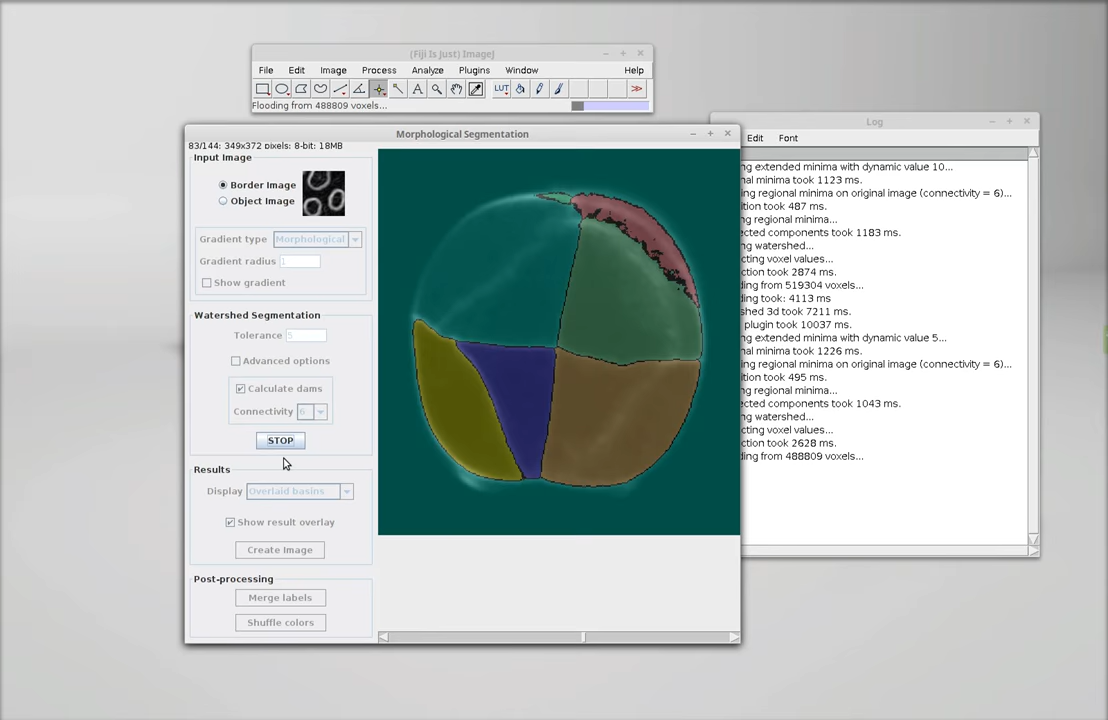 (Fiji Is Just) ImageJ
File Edit Image Process Analyze Plugins Window Help
A LUT
Flooding from 488809 voxels...
Morphological Segmentation
83/144: 349x372 pixels: 8-bit: 18MB
Input Image
Border Image
Object Image
Gradient type Morphological
Gradient radius 1
Show gradient
Watershed Segmentation
Tolerance 5
Advanced options
Calculate dams
Connectivity 6
STOP
Results
Display Overlaid basins
Show result overlay
Create Image
Post-processing
Merge labels
Shuffle colors
Log
Edit Font
ng extended minima with dynamic value 10...
nal minima took 1123 ms.
ng regional minima on original image (connectivity = 6)...
ition took 487 ms.
ng regional minima...
ected components took 1183 ms.
ng watershed...
cting voxel values...
ction took 2874 ms.
ding from 519304 voxels...
ding took: 4113 ms
shed 3d took 7211 ms.
plugin took 10037 ms.
ng extended minima with dynamic value 5...
nal minima took 1226 ms.
ng regional minima on original image (connectivity = 6)...
ition took 495 ms.
ng regional minima...
ected components took 1043 ms.
ng watershed...
cting voxel values...
ction took 2628 ms.
ding from 488809 voxels...